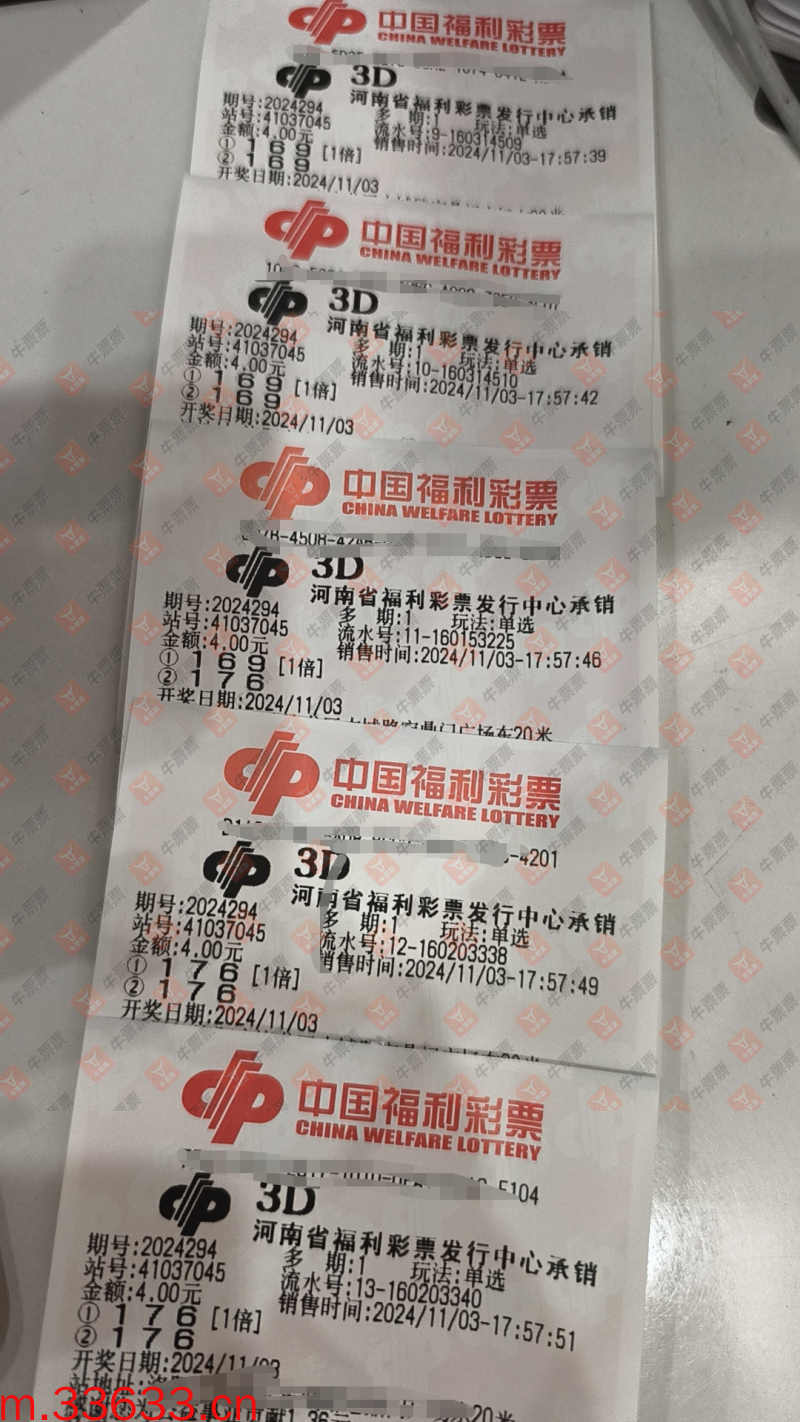 中国福利彩票
CHINA WELFARE LOTTERY
3D
河南省福利彩票发行中心承销
期号:2024294 多 期:1 玩法:单选
站号:41037045 流水号:9-160314509
金额:4.00元 销售时间:2024/11/03-17:57:39
① 1 6 9 [1倍]
② 1 6 9
开奖日期:2024/11/03
中国福利彩票
CHINA WELFARE LOTTERY
3D
河南省福利彩票发行中心承销
期号:2024294 多 期:1 玩法:单选
站号:41037045 流水号:10-160314510
金额:4.00元 销售时间:2024/11/03-17:57:42
① 1 6 9 [1倍]
② 1 6 9
开奖日期:2024/11/03
中国福利彩票
CHINA WELFARE LOTTERY
3D
河南省福利彩票发行中心承销
期号:2024294 多 期:1 玩法:单选
站号:41037045 流水号:11-160153225
金额:4.00元 销售时间:2024/11/03-17:57:46
① 1 6 9 [1倍]
② 1 7 6
开奖日期:2024/11/03
广场东20米
中国福利彩票
CHINA WELFARE LOTTERY
-4201
3D
河南省福利彩票发行中心承销
期号:2024294 多 期:1 玩法:单选
站号:41037045 流水号:12-160203338
金额:4.00元 销售时间:2024/11/03-17:57:49
① 1 7 6 [1倍]
② 1 7 6
开奖日期:2024/11/03
中国福利彩票
CHINA WELFARE LOTTERY
5104
3D
河南省福利彩票发行中心承销
期号:2024294 多 期:1 玩法:单选
站号:41037045 流水号:13-160203340
金额:4.00元 销售时间:2024/11/03-17:57:51
① 1 7 6 [1倍]
② 1 7 6
开奖日期:2024/11/03
站地址:
m.33633.cn
牛票票